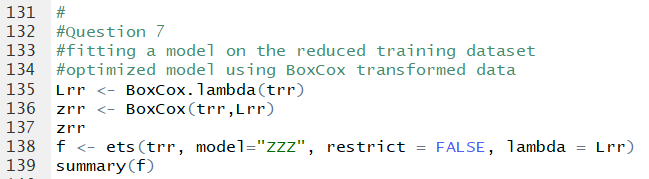 131 #
132 #Question 7
133 #fitting a model on the reduced training dataset
134 #optimized model using BoxCox transformed data
135 Lrr <- BoxCox.lambda(trr)
136 zrr <- BoxCox(trr,Lrr)
137 zrr
138 f <- ets(trr, model="ZZZ", restrict = FALSE, lambda = Lrr)
139 summary(f)